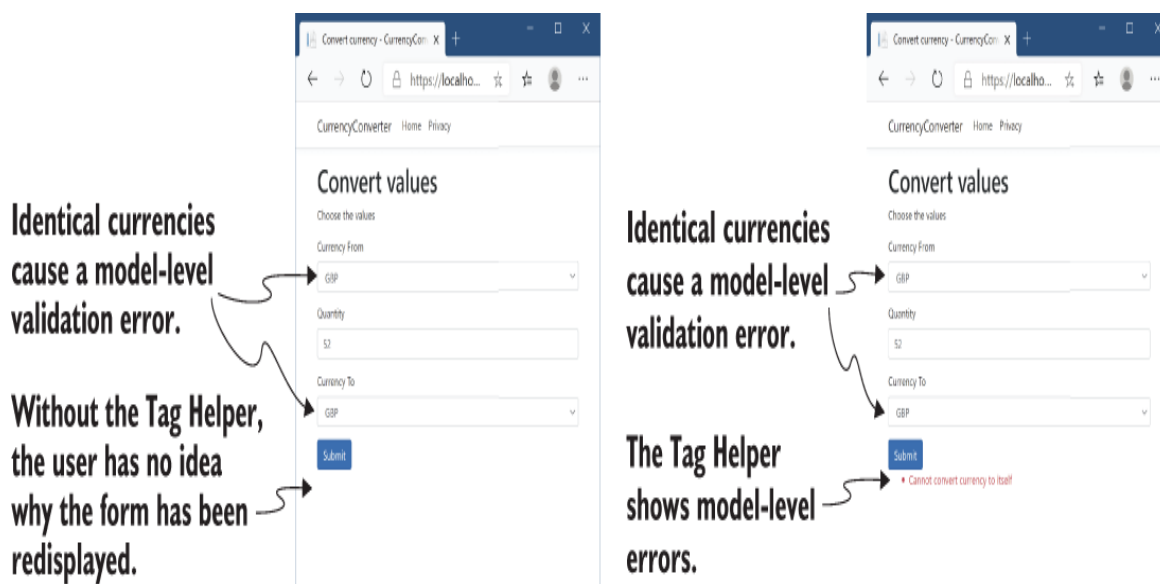 Convert currency - CurrencyCon
https://localho...
CurrencyConverter Home Privacy
Convert values
Choose the values
Currency From
GBP
Quantity
52
Currency To
GBP
Submit
Identical currencies
cause a model-level
validation error.
Without the Tag Helper,
the user has no idea
why the form has been
redisplayed.
Convert currency - CurrencyCon
https://localho...
CurrencyConverter Home Privacy
Convert values
Choose the values
Currency From
GBP
Quantity
52
Currency To
GBP
Submit
• Cannot convert currency to itself
Identical currencies
cause a model-level
validation error.
The Tag Helper
shows model-level
errors.